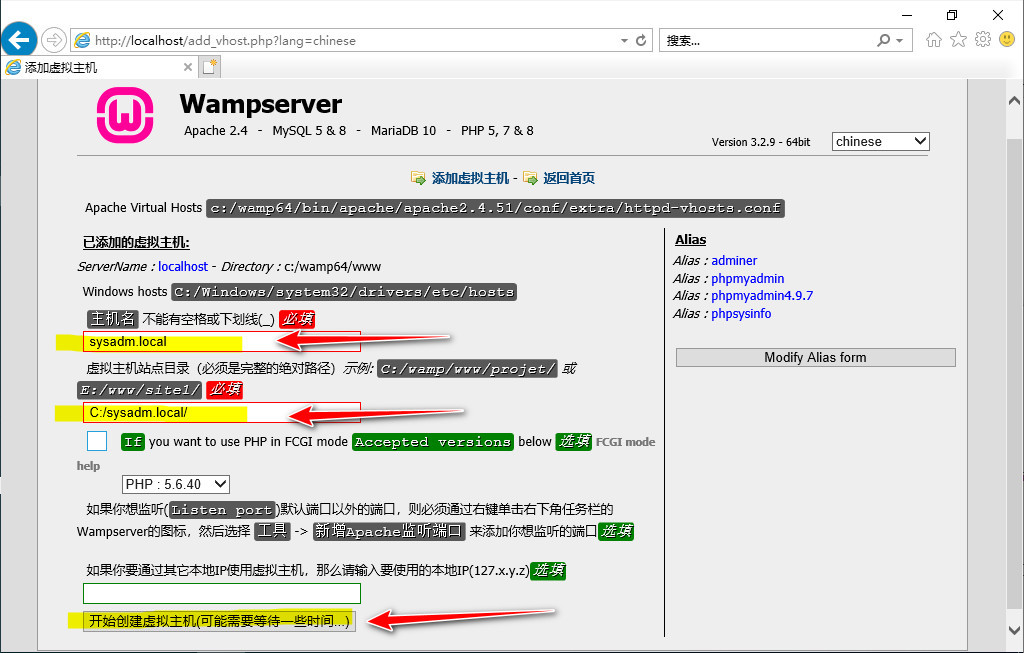 http://localhost/add_vhost.php?lang=chinese
搜索...
添加虚拟主机
Wampserver
Apache 2.4 - MySQL 5 & 8 - MariaDB 10 - PHP 5, 7 & 8
Version 3.2.9 - 64bit
chinese
添加虚拟主机 - 返回首页
Apache Virtual Hosts c:/wamp64/bin/apache/apache2.4.51/conf/extra/httpd-vhosts.conf
已添加的虚拟主机:
ServerName : localhost - Directory : c:/wamp64/www
Windows hosts C:/Windows/system32/drivers/etc/hosts
主机名 不能有空格或下划线(_) 必填
sysadm.local
虚拟主机站点目录（必须是完整的绝对路径）示例: C:/wamp/www/projet/ 或
E:/www/site1/ 必填
C:/sysadm.local/
If you want to use PHP in FCGI mode Accepted versions below 选填 FCGI mode
help
PHP : 5.6.40
如果你想监听(Listen port)默认端口以外的端口，则必须通过右键单击右下角任务栏的
Wampserver的图标，然后选择 工具 -> 新增Apache监听端口 来添加你想监听的端口选填
如果你要通过其它本地IP使用虚拟主机，那么请输入要使用的本地IP(127.x.y.z)选填
开始创建虚拟主机(可能需要等待一些时间...)
Alias
Alias : adminer
Alias : phpmyadmin
Alias : phpmyadmin4.9.7
Alias : phpsysinfo
Modify Alias form